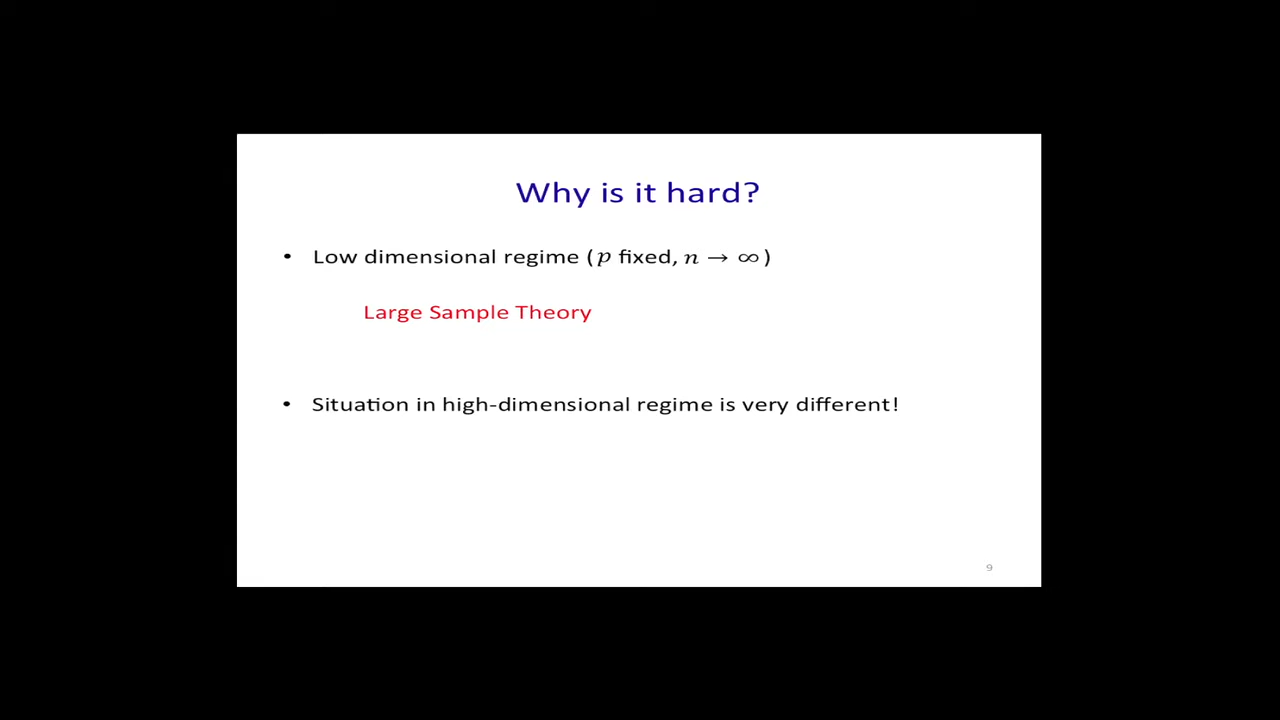 Why is it hard?
• Low dimensional regime (p fixed, n → ∞)
Large Sample Theory
• Situation in high-dimensional regime is very different!
9